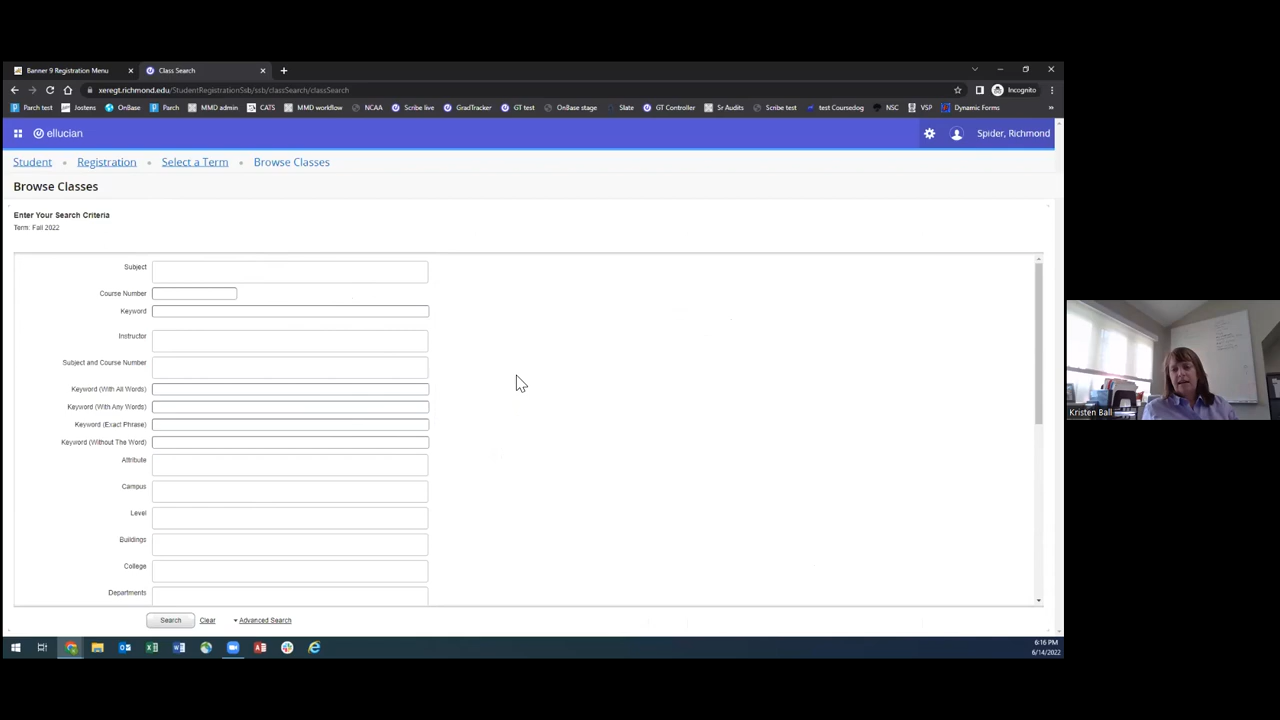 Banner 9 Registration Menu
Class Search
xeregt.richmond.edu/StudentRegistrationSsb/ssb/classSearch/classSearch
Incognito
Parch test
Jostens
OnBase
Parch
MMD admin
CATS
MMD workflow
NCAA
Scribe live
GradTracker
GT test
OnBase stage
Slate
GT Controller
Sr Audits
Scribe test
test Coursedog
NSC
VSP
Dynamic Forms
ellucian
Spider, Richmond
Student
Registration
Select a Term
Browse Classes
Browse Classes
Enter Your Search Criteria
Term: Fall 2022
Subject
Course Number
Keyword
Instructor
Subject and Course Number
Keyword (With All Words)
Keyword (With Any Words)
Keyword (Exact Phrase)
Keyword (Without The Word)
Attribute
Campus
Level
Buildings
College
Departments
Search
Clear
Advanced Search
6:16 PM
6/14/2022
Kristen Ball